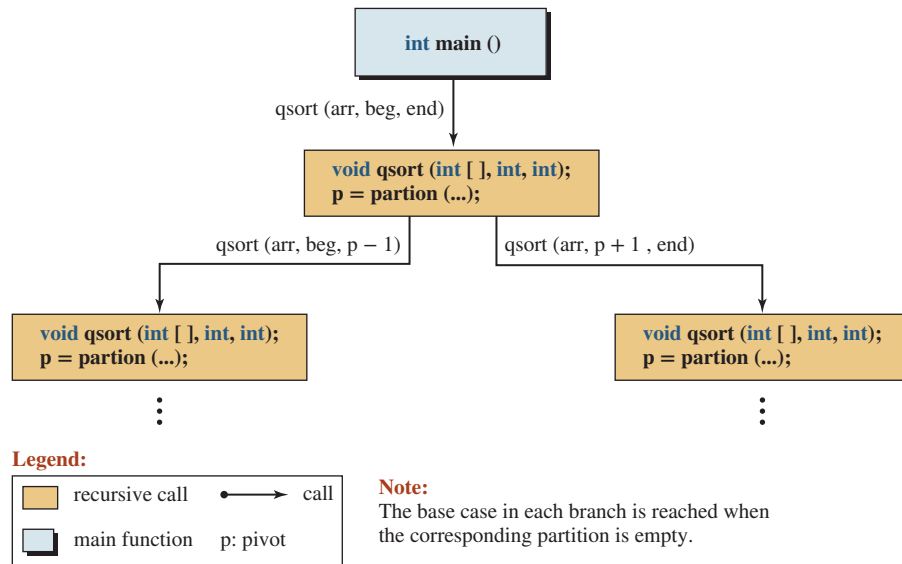 int main ()
qsort (arr, beg, end)
void qsort (int [ ], int, int);
p = partion (...);
qsort (arr, beg, p − 1)
qsort (arr, p + 1 , end)
void qsort (int [ ], int, int);
p = partion (...);
void qsort (int [ ], int, int);
p = partion (...);
Legend:
recursive call
call
main function
p: pivot
Note:
The base case in each branch is reached when
the corresponding partition is empty.